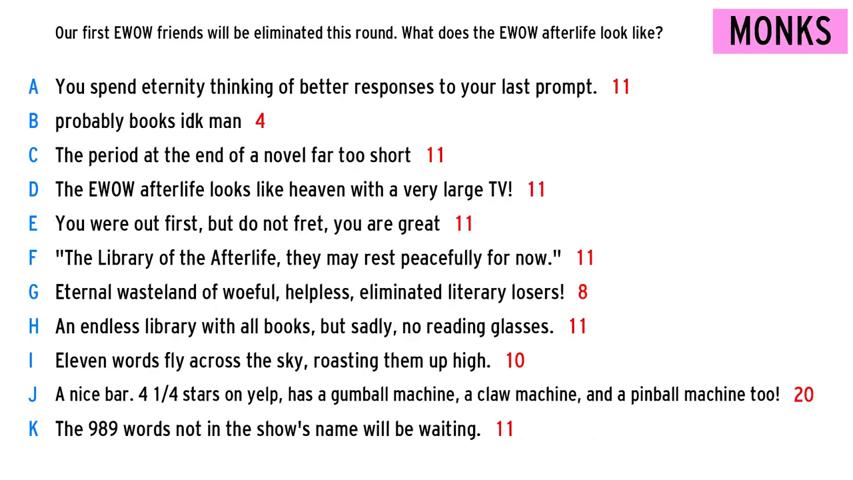 Our first EWOW friends will be eliminated this round. What does the EWOW afterlife look like?
MONKS
A You spend eternity thinking of better responses to your last prompt. 11
B probably books idk man 4
C The period at the end of a novel far too short 11
D The EWOW afterlife looks like heaven with a very large TV! 11
E You were out first, but do not fret, you are great 11
F "The Library of the Afterlife, they may rest peacefully for now." 11
G Eternal wasteland of woeful, helpless, eliminated literary losers! 8
H An endless library with all books, but sadly, no reading glasses. 11
I Eleven words fly across the sky, roasting them up high. 10
J A nice bar. 4 1/4 stars on yelp, has a gumball machine, a claw machine, and a pinball machine too! 20
K The 989 words not in the show's name will be waiting. 11